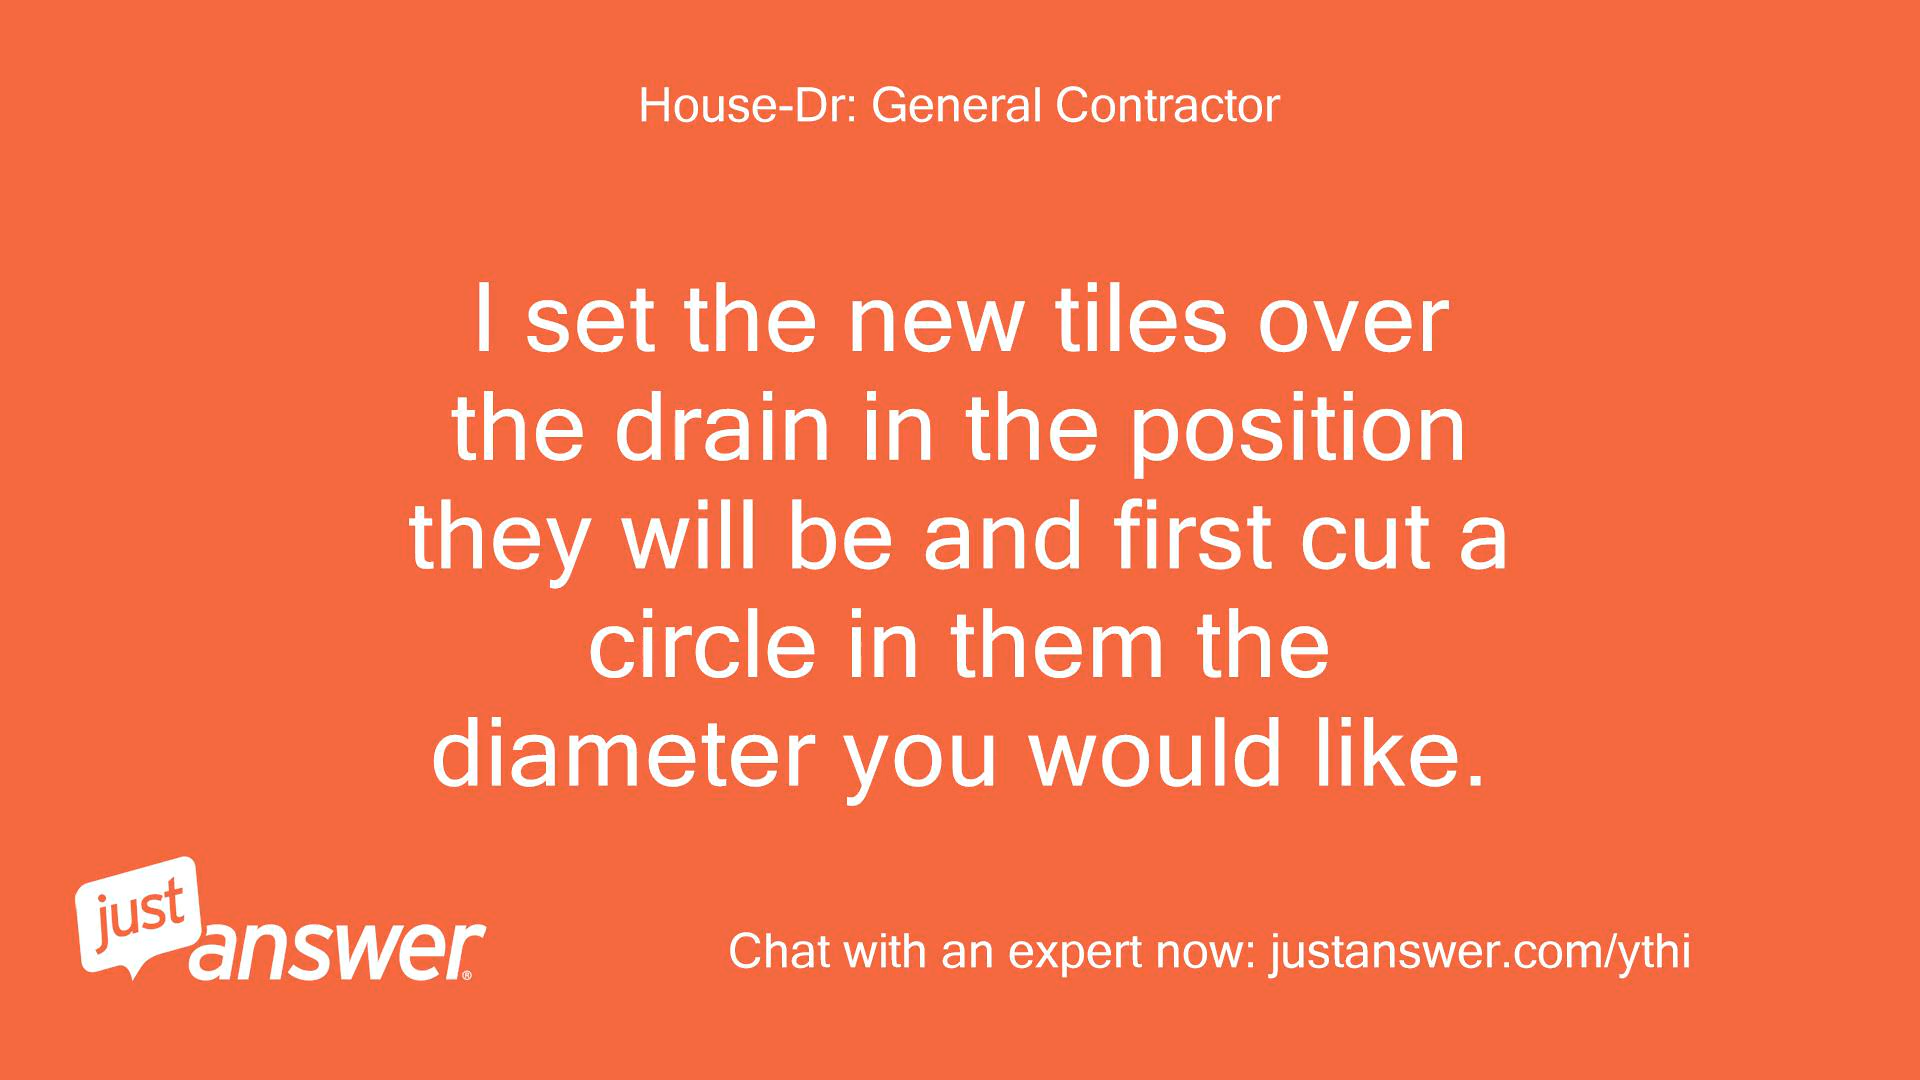 House-Dr: General Contractor
I set the new tiles over
the drain in the position
they will be and first cut a
circle in them the
diameter you would like.
just
answer®
Chat with an expert now: justanswer.com/ythi